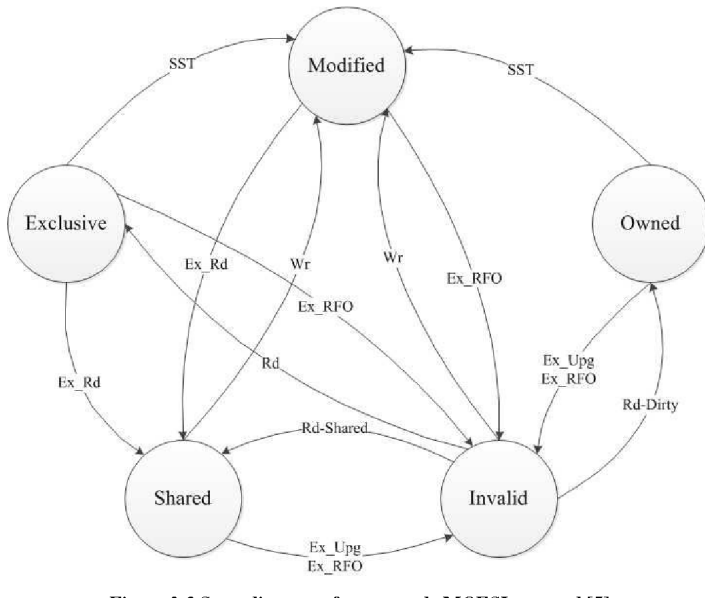 Modified
SST
SST
Exclusive
Owned
Ex_Rd
Wr
Wr
Ex_RFO
Ex_RFO
Rd
Ex_Rd
Ex_Upg
Ex_RFO
Rd-Dirty
Rd-Shared
Shared
Invalid
Ex_Upg
Ex_RFO